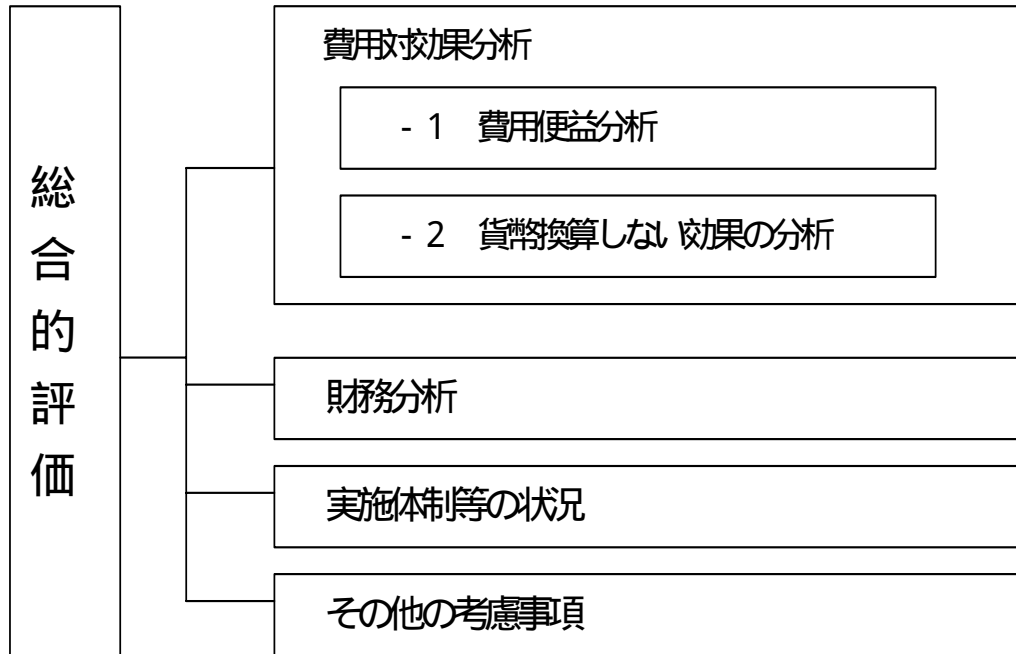 総合的評価
費用対効果分析
- 1 費用便益分析
- 2 貨幣換算しない効果の分析
財務分析
実施体制等の状況
その他の考慮事項